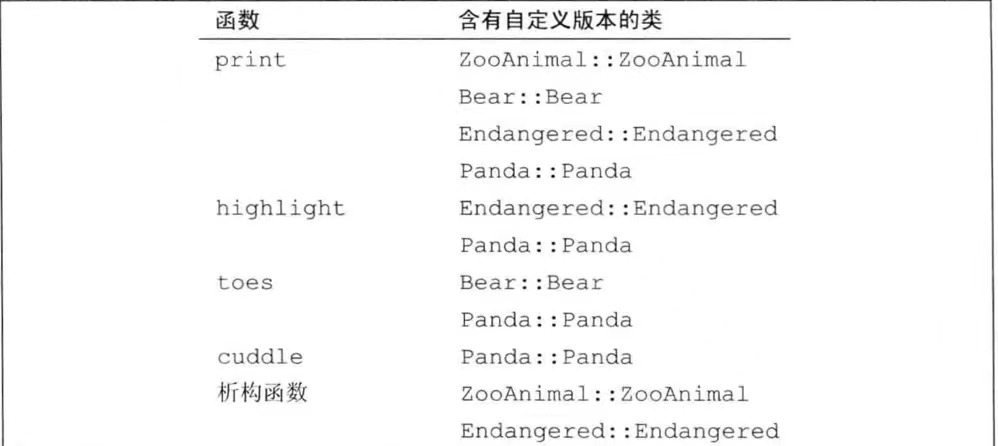 函数 含有自定义版本的类
print ZooAnimal::ZooAnimal
Bear::Bear
Endangered::Endangered
Panda::Panda
highlight Endangered::Endangered
Panda::Panda
toes Bear::Bear
Panda::Panda
cuddle Panda::Panda
析构函数 ZooAnimal::ZooAnimal
Endangered::Endangered